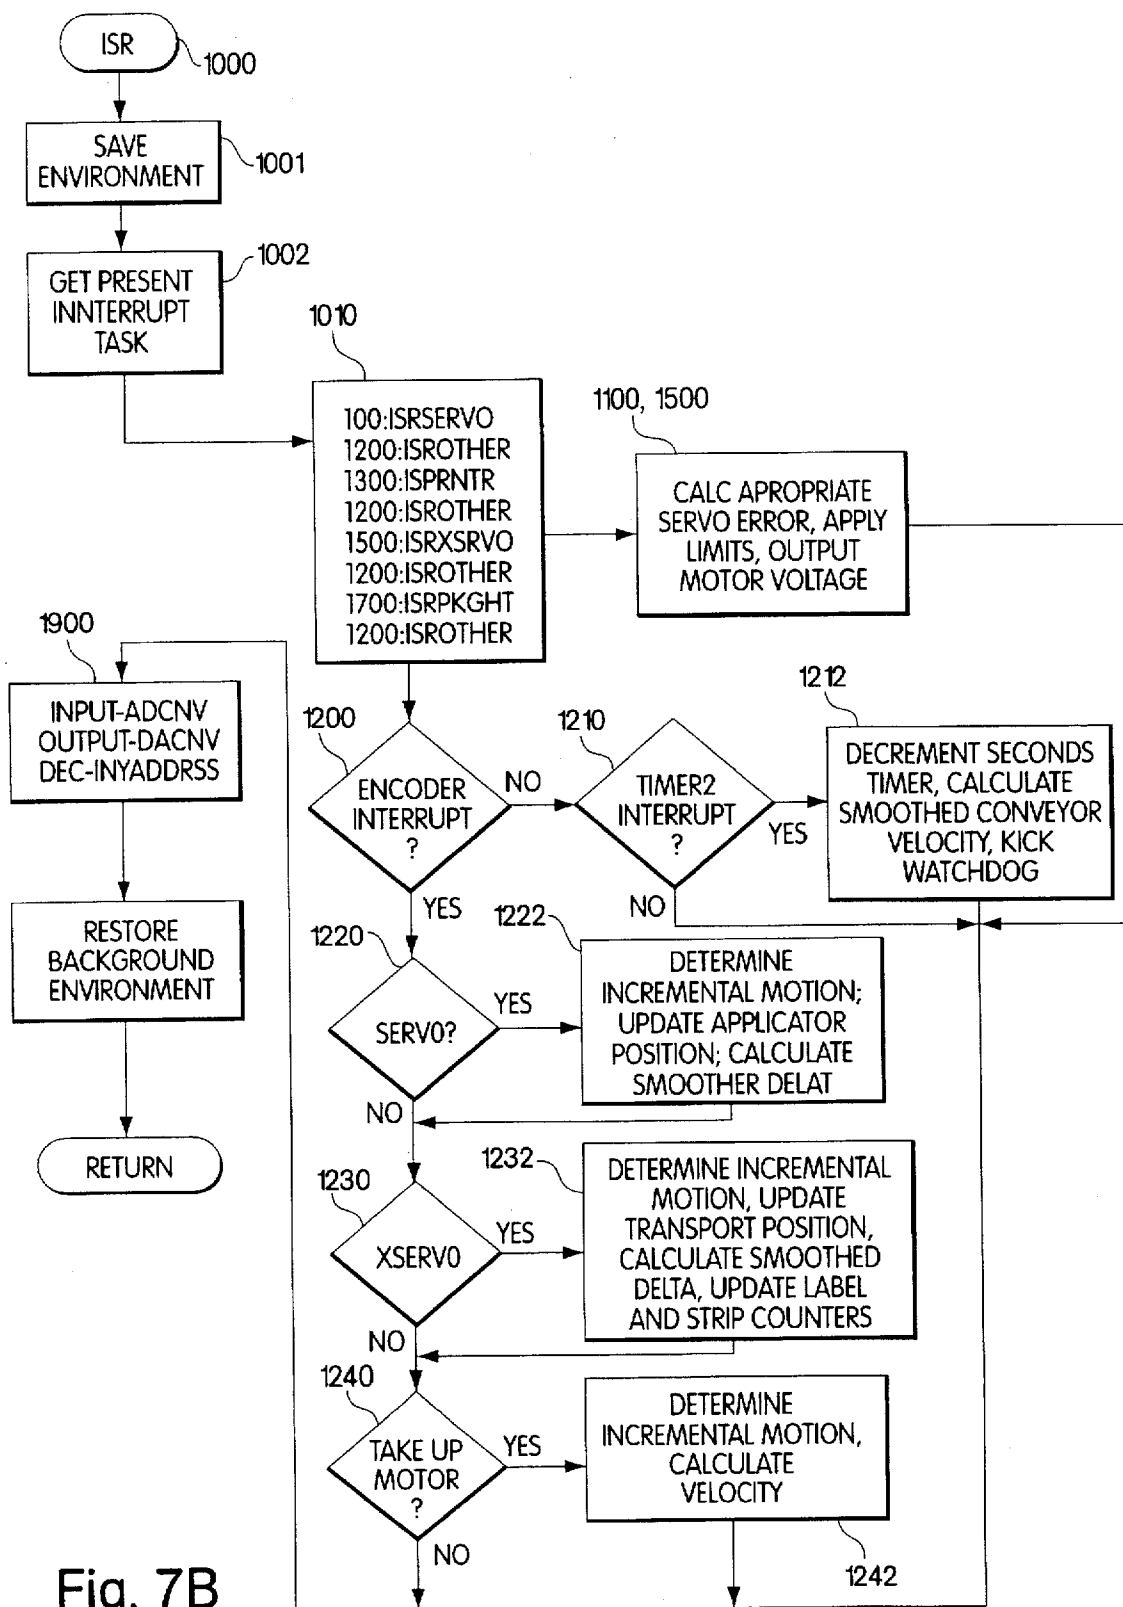 ISR
1000
SAVE
ENVIRONMENT
1001
GET PRESENT
INNTERRUPT
TASK
1002
1010
100:ISRSERVO
1200:ISROTHER
1300:ISPRNTR
1200:ISROTHER
1500:ISRXSRVO
1200:ISROTHER
1700:ISRPKGHT
1200:ISROTHER
1100, 1500
CALC APROPRIATE
SERVO ERROR, APPLY
LIMITS, OUTPUT
MOTOR VOLTAGE
1900
INPUT-ADCNV
OUTPUT-DACNV
DEC-INYADDRSS
RESTORE
BACKGROUND
ENVIRONMENT
RETURN
1200
ENCODER
INTERRUPT
?
NO
YES
1210
TIMER2
INTERRUPT
?
YES
NO
1212
DECREMENT SECONDS
TIMER, CALCULATE
SMOOTHED CONVEYOR
VELOCITY, KICK
WATCHDOG
1220
SERVO?
YES
NO
1222
DETERMINE
INCREMENTAL MOTION;
UPDATE APPLICATOR
POSITION; CALCULATE
SMOOTHER DELAT
1230
XSERVO
YES
NO
1232
DETERMINE INCREMENTAL
MOTION, UPDATE
TRANSPORT POSITION,
CALCULATE SMOOTHED
DELTA, UPDATE LABEL
AND STRIP COUNTERS
1240
TAKE UP
MOTOR
?
YES
NO
DETERMINE
INCREMENTAL MOTION,
CALCULATE
VELOCITY
1242
Fig. 7B